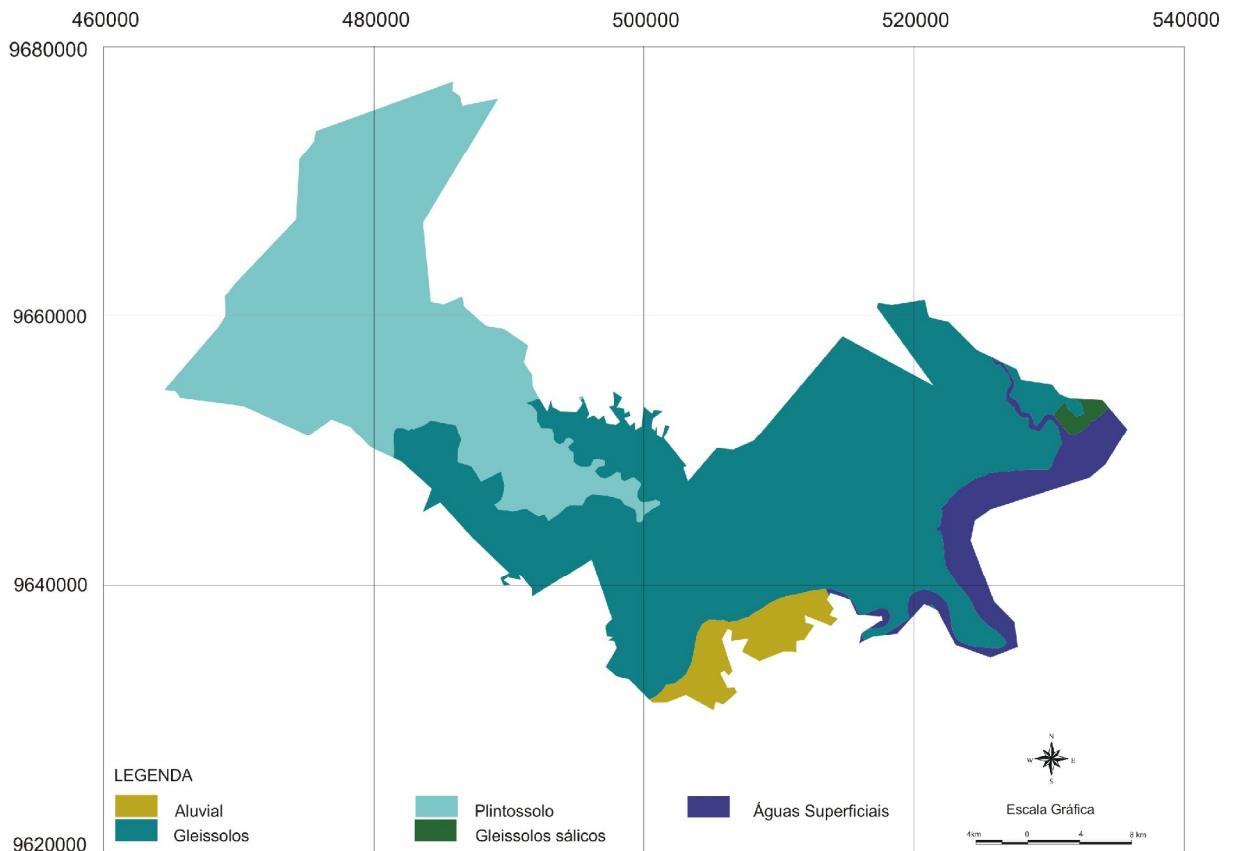 460000 480000 500000 520000 540000
9680000
9660000
9640000
9620000
N
W E
S
LEGENDA
Aluvial Plintossolo Águas Superficiais Escala Gráfica
Gleissolos Gleissolos sálicos
4km 0 4 8 km